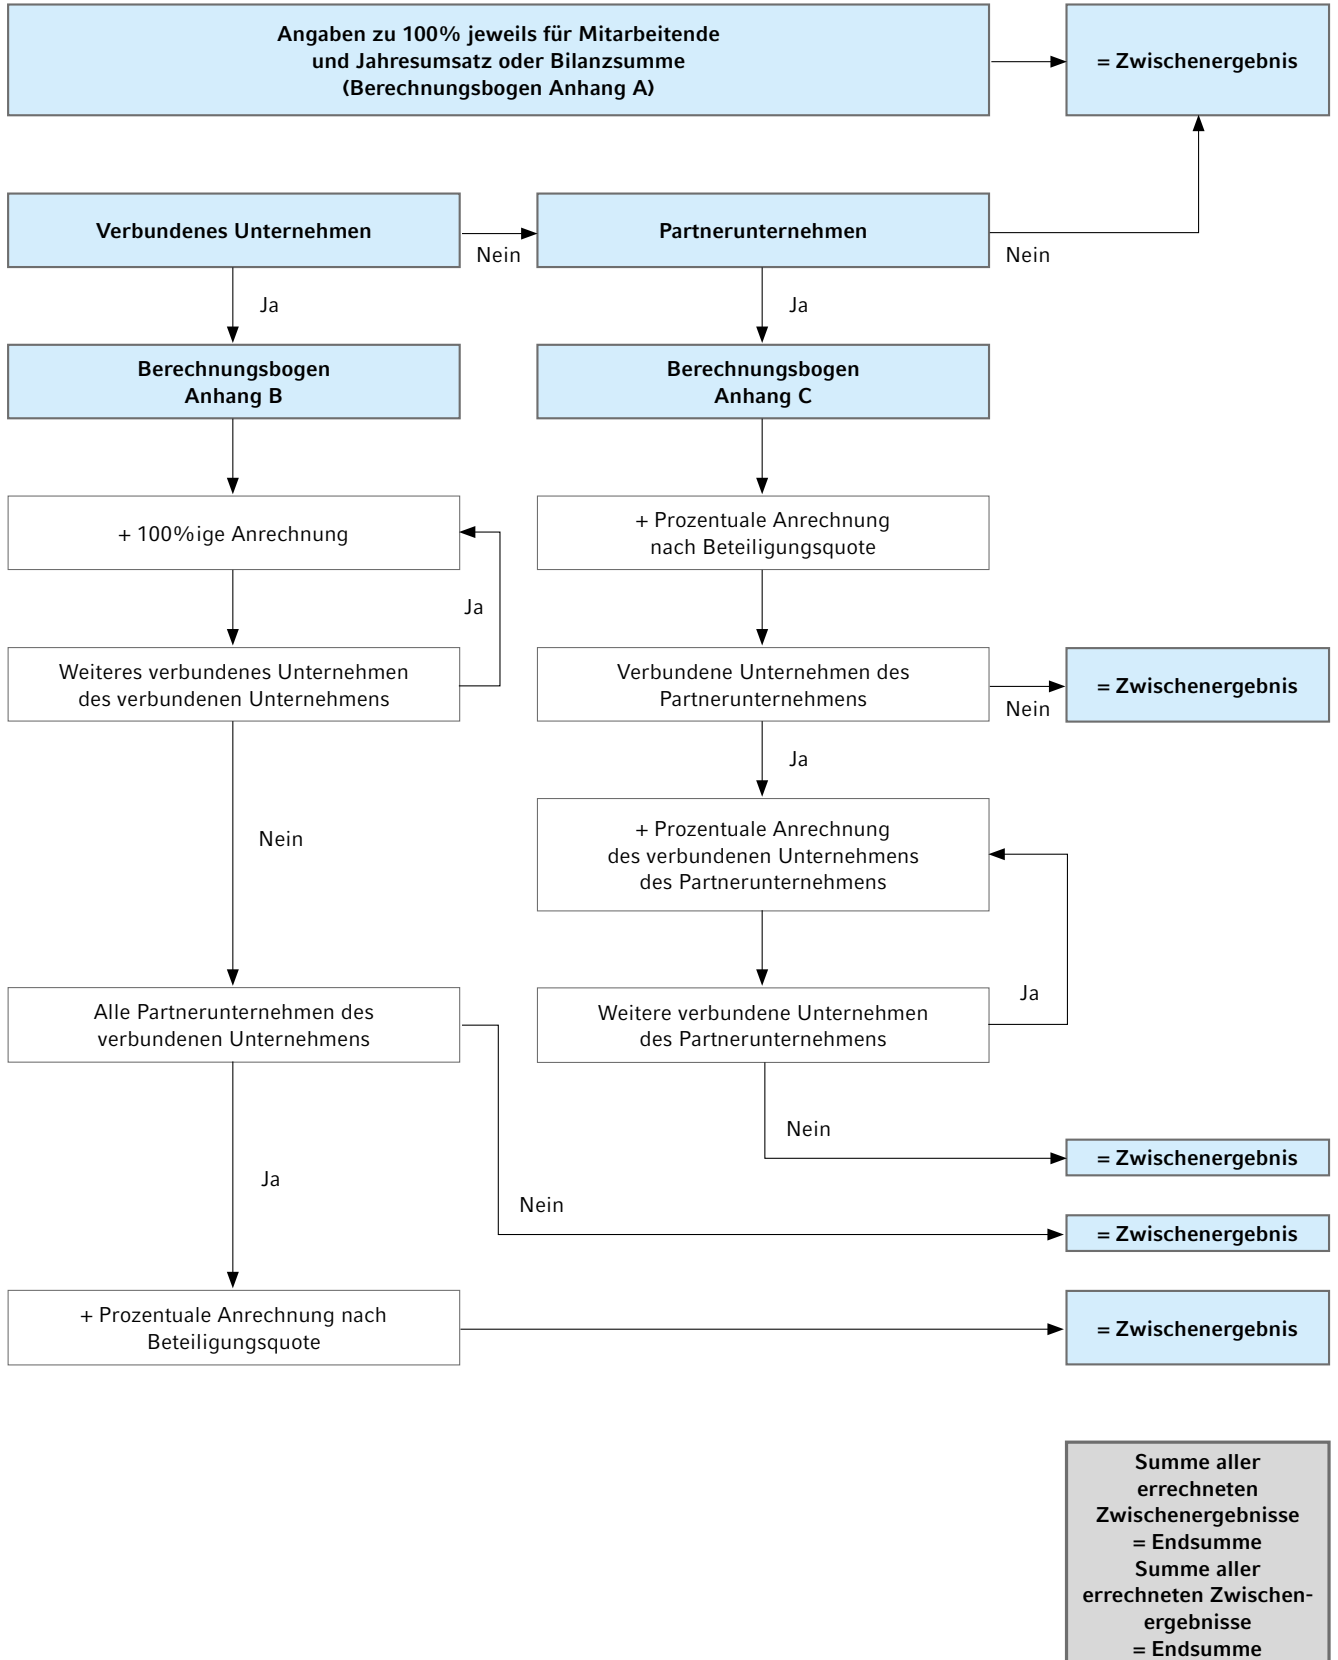 Angaben zu 100% jeweils für Mitarbeitende
und Jahresumsatz oder Bilanzsumme
(Berechnungsbogen Anhang A)
= Zwischenergebnis
Verbundenes Unternehmen
Nein
Partnerunternehmen
Nein
Ja
Ja
Berechnungsbogen
Anhang B
Berechnungsbogen
Anhang C
+ 100%ige Anrechnung
+ Prozentuale Anrechnung
nach Beteiligungsquote
Ja
Weiteres verbundenes Unternehmen
des verbundenen Unternehmens
Verbundene Unternehmen des
Partnerunternehmens
Nein
= Zwischenergebnis
Ja
Nein
+ Prozentuale Anrechnung
des verbundenen Unternehmens
des Partnerunternehmens
Ja
Alle Partnerunternehmen des
verbundenen Unternehmens
Weitere verbundene Unternehmen
des Partnerunternehmens
Nein
= Zwischenergebnis
Ja
Nein
= Zwischenergebnis
+ Prozentuale Anrechnung nach
Beteiligungsquote
= Zwischenergebnis
Summe aller
errechneten
Zwischenergebnisse
= Endsumme
Summe aller
errechneten Zwischen-
ergebnisse
= Endsumme